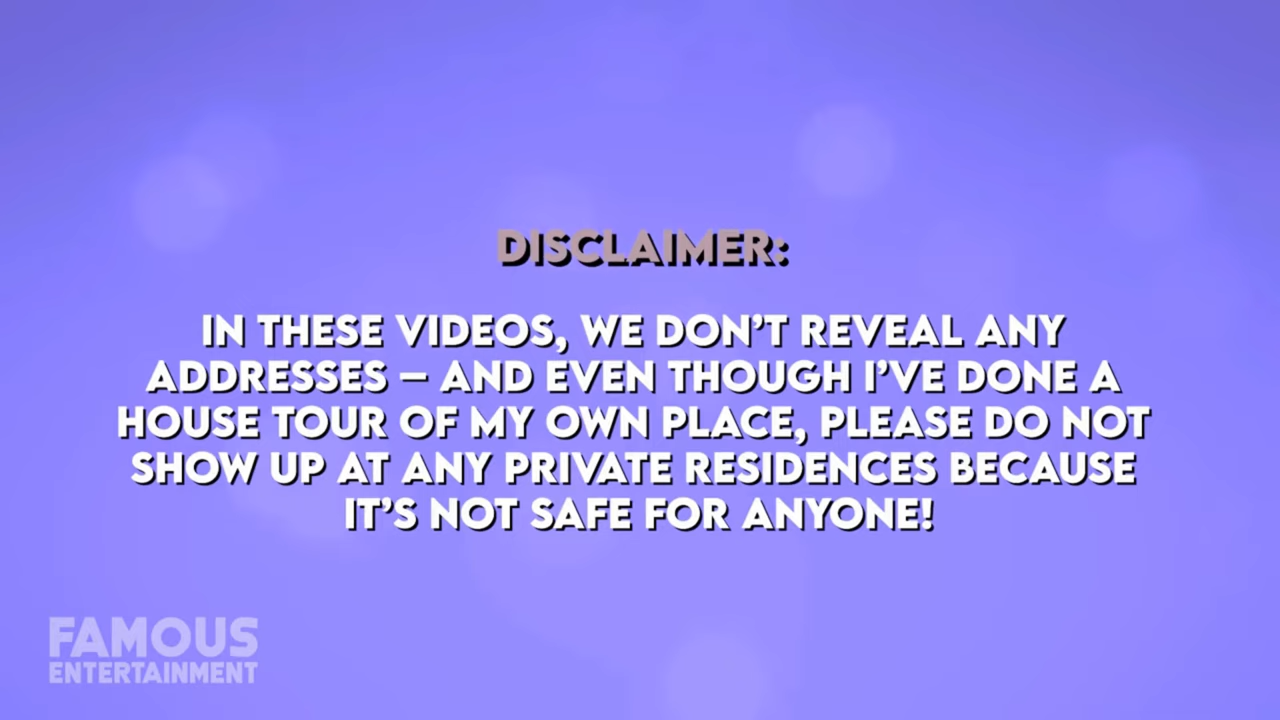 DISCLAIMER:
IN THESE VIDEOS, WE DON'T REVEAL ANY
ADDRESSES – AND EVEN THOUGH I'VE DONE A
HOUSE TOUR OF MY OWN PLACE, PLEASE DO NOT
SHOW UP AT ANY PRIVATE RESIDENCES BECAUSE
IT'S NOT SAFE FOR ANYONE!
FAMOUS
ENTERTAINMENT